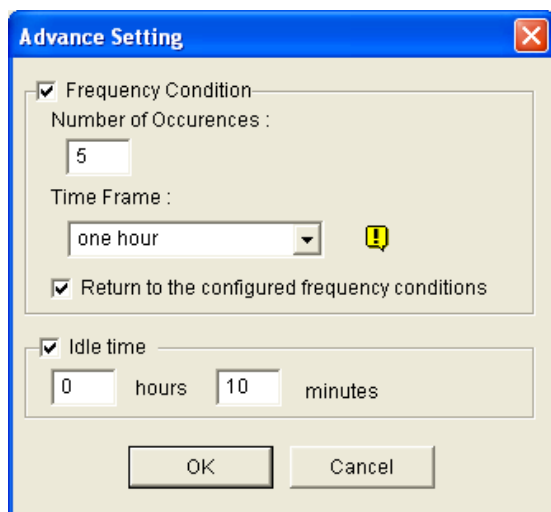 Advance Setting
Frequency Condition
Number of Occurences :
5
Time Frame :
one hour
Return to the configured frequency conditions
Idle time
0 hours 10 minutes
OK Cancel